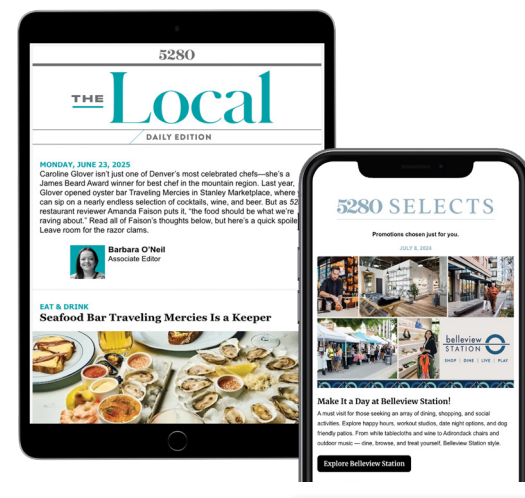 5280
THE Local
DAILY EDITION
MONDAY, JUNE 23, 2025
Caroline Glover isn't just one of Denver's most celebrated chefs—she's a
James Beard Award winner for best chef in the mountain region. Last year,
Glover opened oyster bar Traveling Mercies in Stanley Marketplace, where
can sip on a nearly endless selection of cocktails, wine, and beer. But as 52
restaurant reviewer Amanda Faison puts it, "the food should be what we're
raving about." Read all of Faison's thoughts below, but here's a quick spoile
Leave room for the razor clams.
Barbara O'Neil
Associate Editor
EAT & DRINK
Seafood Bar Traveling Mercies Is a Keeper
5280 SELECTS
Promotions chosen just for you.
JULY 8, 2024
belleview
STATION
SHOP | DINE | LIVE | PLAY
Make It a Day at Belleview Station!
A must visit for those seeking an array of dining, shopping, and social
activities. Explore happy hours, workout studios, date night options, and dog
friendly patios. From white tablecloths and wine to Adirondack chairs and
outdoor music — dine, browse, and treat yourself, Belleview Station style.
Explore Belleview Station